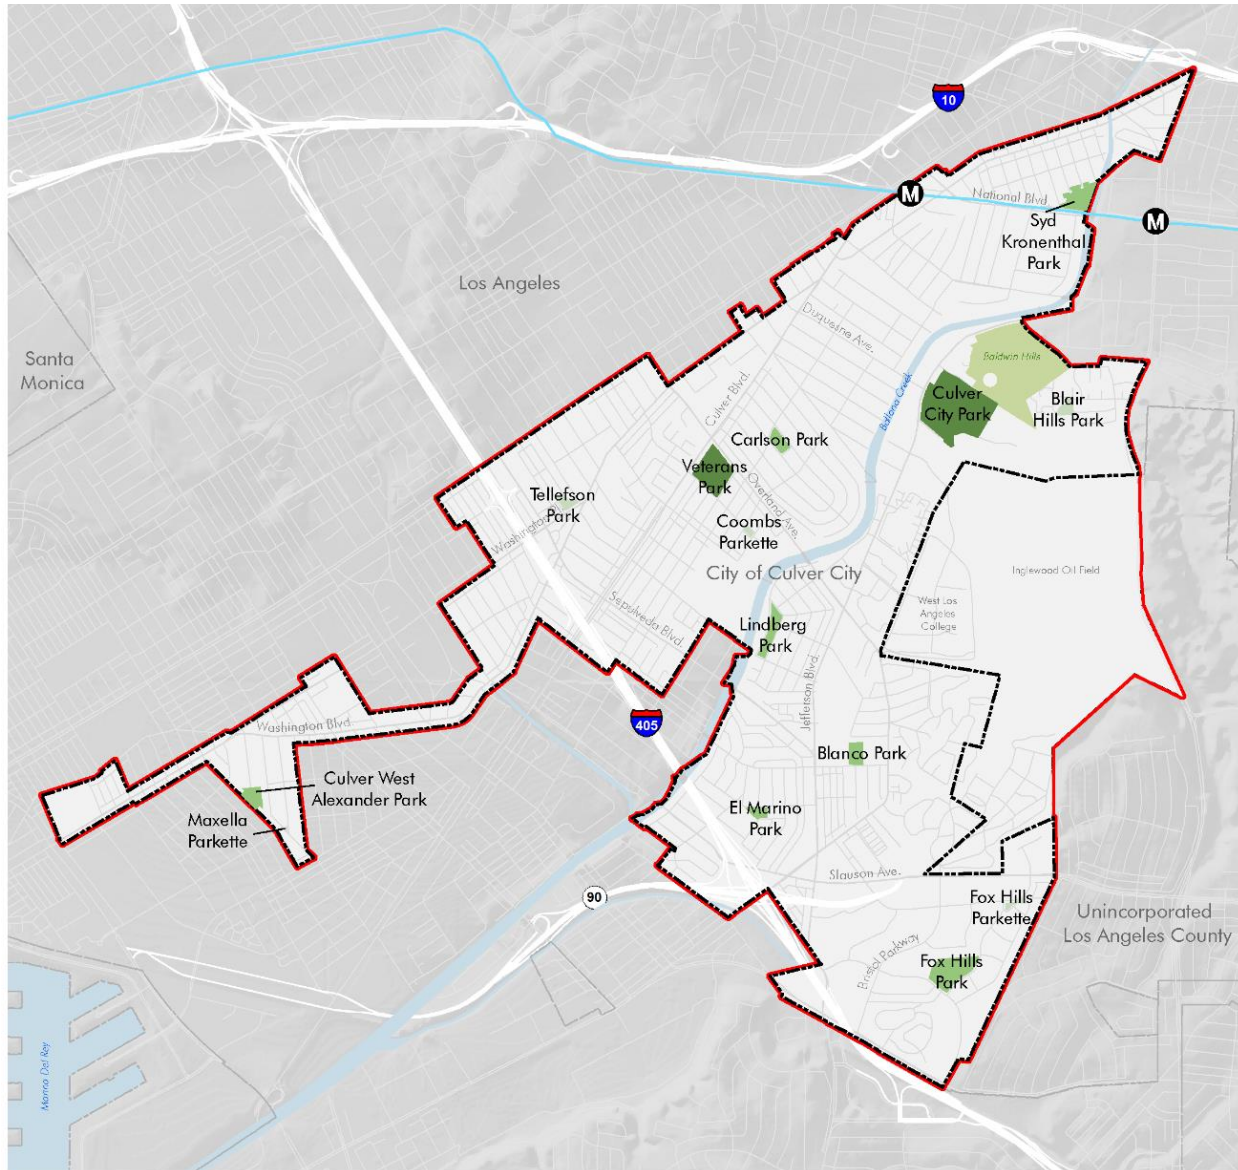 10
M
National Blvd.
M
Syd
Kronenthal
Park
Los Angeles
Duquesne Ave.
Santa
Monica
Baldwin Hills
Culver Blvd.
Ballona Creek
Culver
City Park
Blair
Hills Park
Carlson Park
Veterans
Park
Overland Ave.
Tellefson
Park
Washington
Coombs
Parkette
City of Culver City
Inglewood Oil Field
West Los
Angeles
College
Sepulveda Blvd.
Lindberg
Park
Jefferson Blvd.
405
Washington Blvd.
Blanco Park
Culver West
Alexander Park
Maxella
Parkette
El Marino
Park
Slauson Ave.
90
Fox Hills
Parkette
Unincorporated
Los Angeles County
Bristol Parkway
Fox Hills
Park
Marina Del Rey